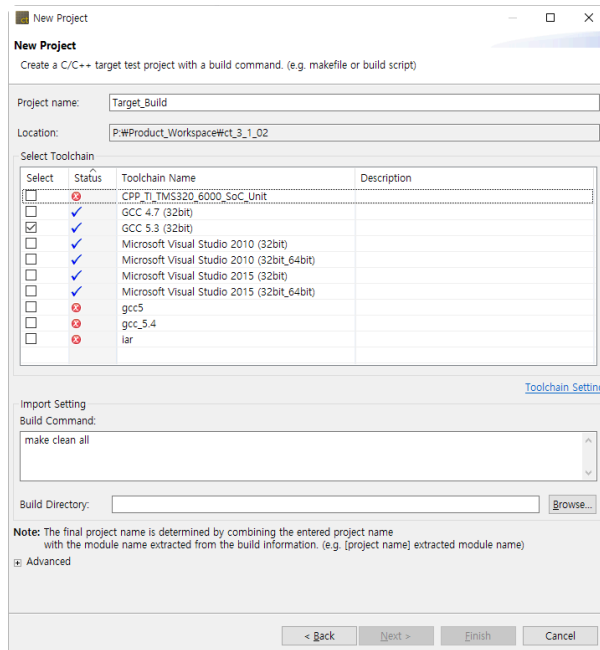 New Project
New Project
Create a C/C++ target test project with a build command. (e.g. makefile or build script)
Project name: Target_Build
Location: P:₩Product_Workspace₩ct_3_1_02
Select Toolchain
Select Status Toolchain Name Description
CPP_TI_TMS320_6000_SoC_Unit
GCC 4.7 (32bit)
GCC 5.3 (32bit)
Microsoft Visual Studio 2010 (32bit)
Microsoft Visual Studio 2010 (32bit_64bit)
Microsoft Visual Studio 2015 (32bit)
Microsoft Visual Studio 2015 (32bit_64bit)
gcc5
gcc_5.4
iar
Toolchain Setting
Import Setting
Build Command:
make clean all
Build Directory: Browse...
Note: The final project name is determined by combining the entered project name
with the module name extracted from the build information. (e.g. [project name] extracted module name)
Advanced
< Back Next > Finish Cancel